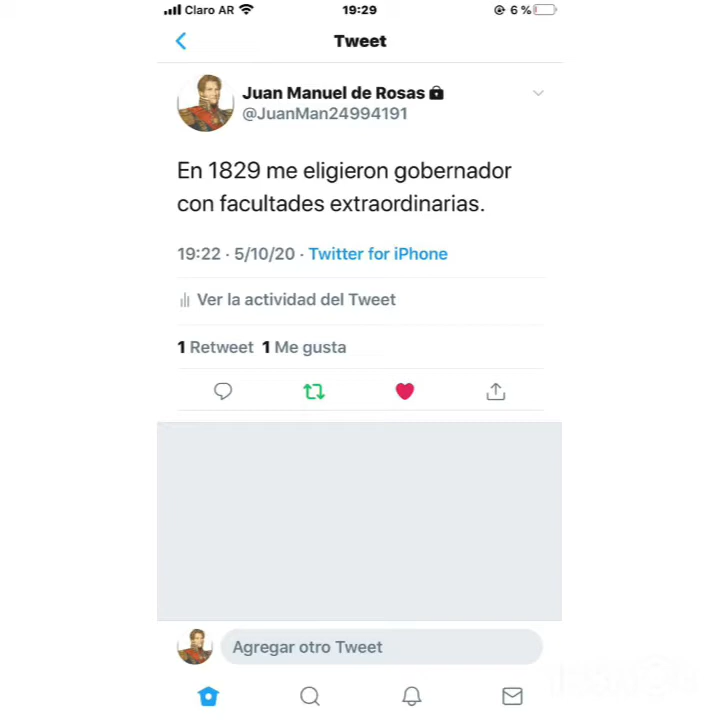 Claro AR 19:29 6 %
Tweet
Juan Manuel de Rosas
@JuanMan24994191
En 1829 me eligieron gobernador
con facultades extraordinarias.
19:22 · 5/10/20 · Twitter for iPhone
Ver la actividad del Tweet
1 Retweet 1 Me gusta
Agregar otro Tweet